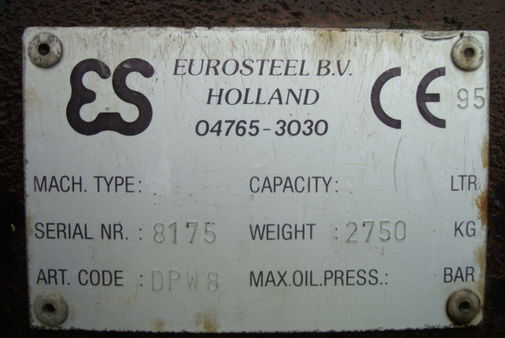 ES EUROSTEEL B.V. CE 95
HOLLAND
04765-3030
MACH. TYPE: CAPACITY: LTR
SERIAL NR. : 8175 WEIGHT : 2750 KG
ART. CODE : DPW8 MAX.OIL.PRESS.: BAR